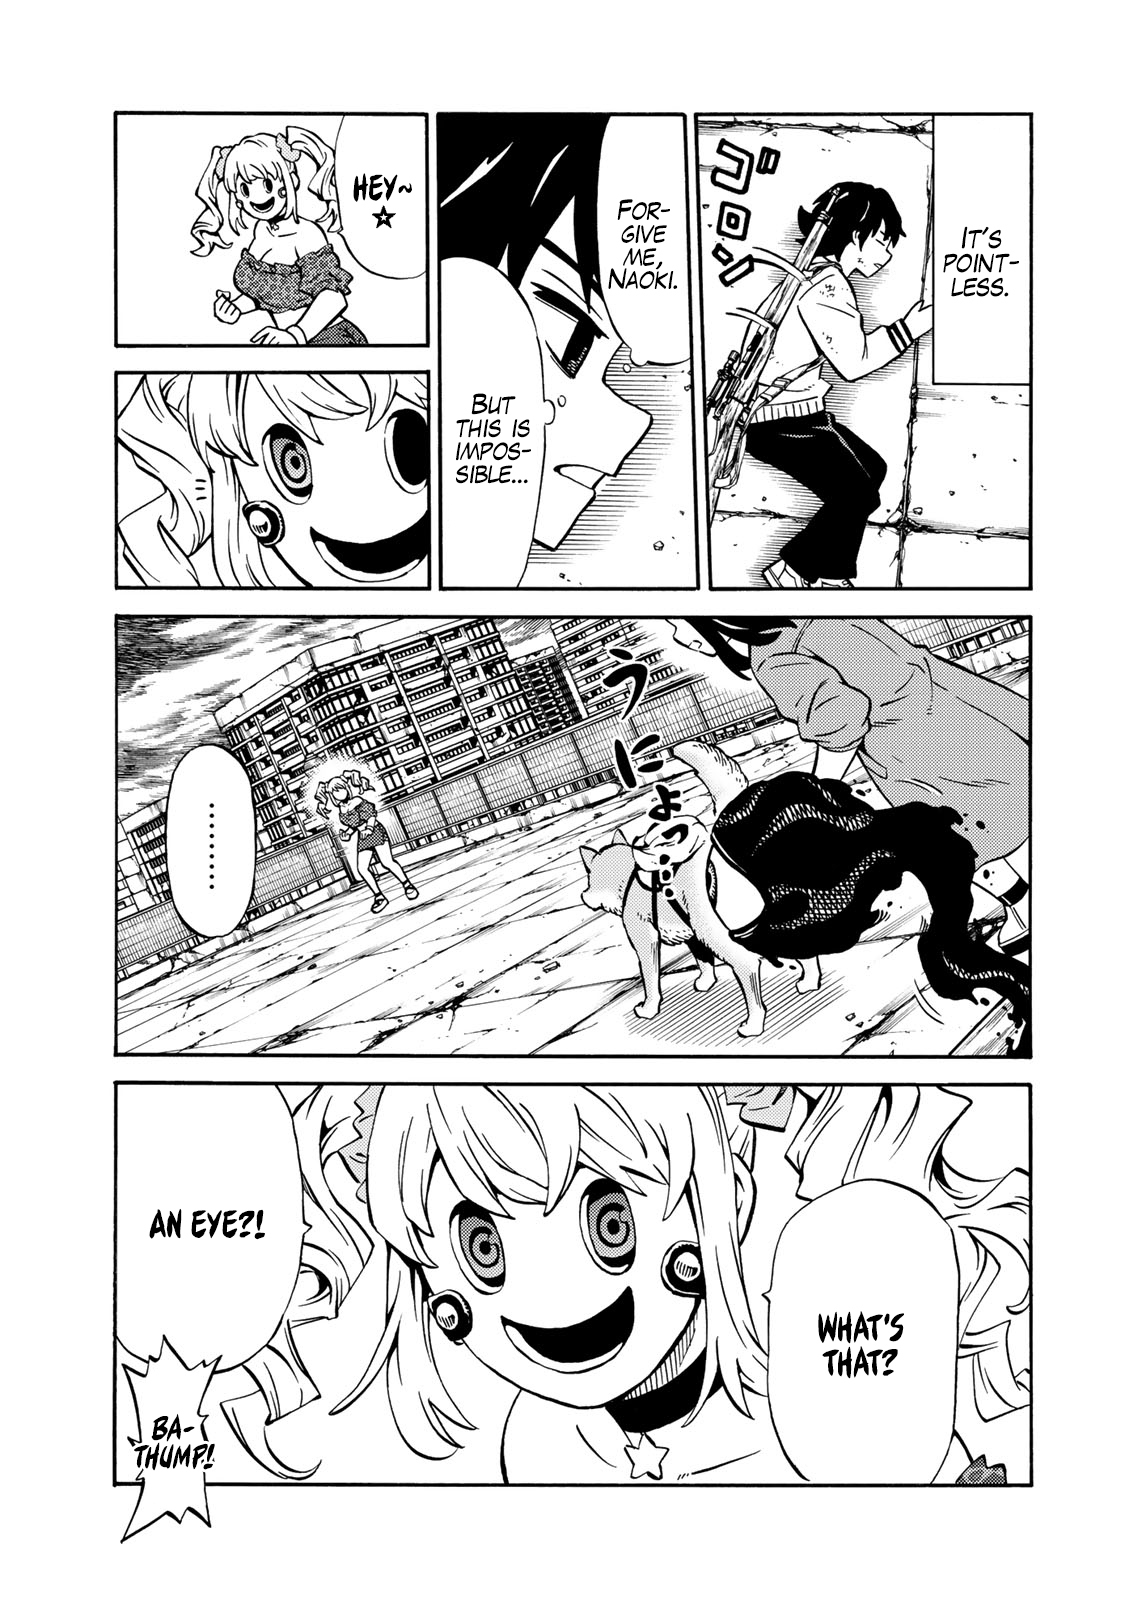 IT'S
POINT-
LESS.
ゴロン
FOR-
GIVE
ME,
NAOKI.
BUT
THIS IS
IMPOS-
SIBLE...
HEY~
☆
うにょっ…
.........
WHAT'S
THAT?
AN EYE?!
BA-
THUMP!